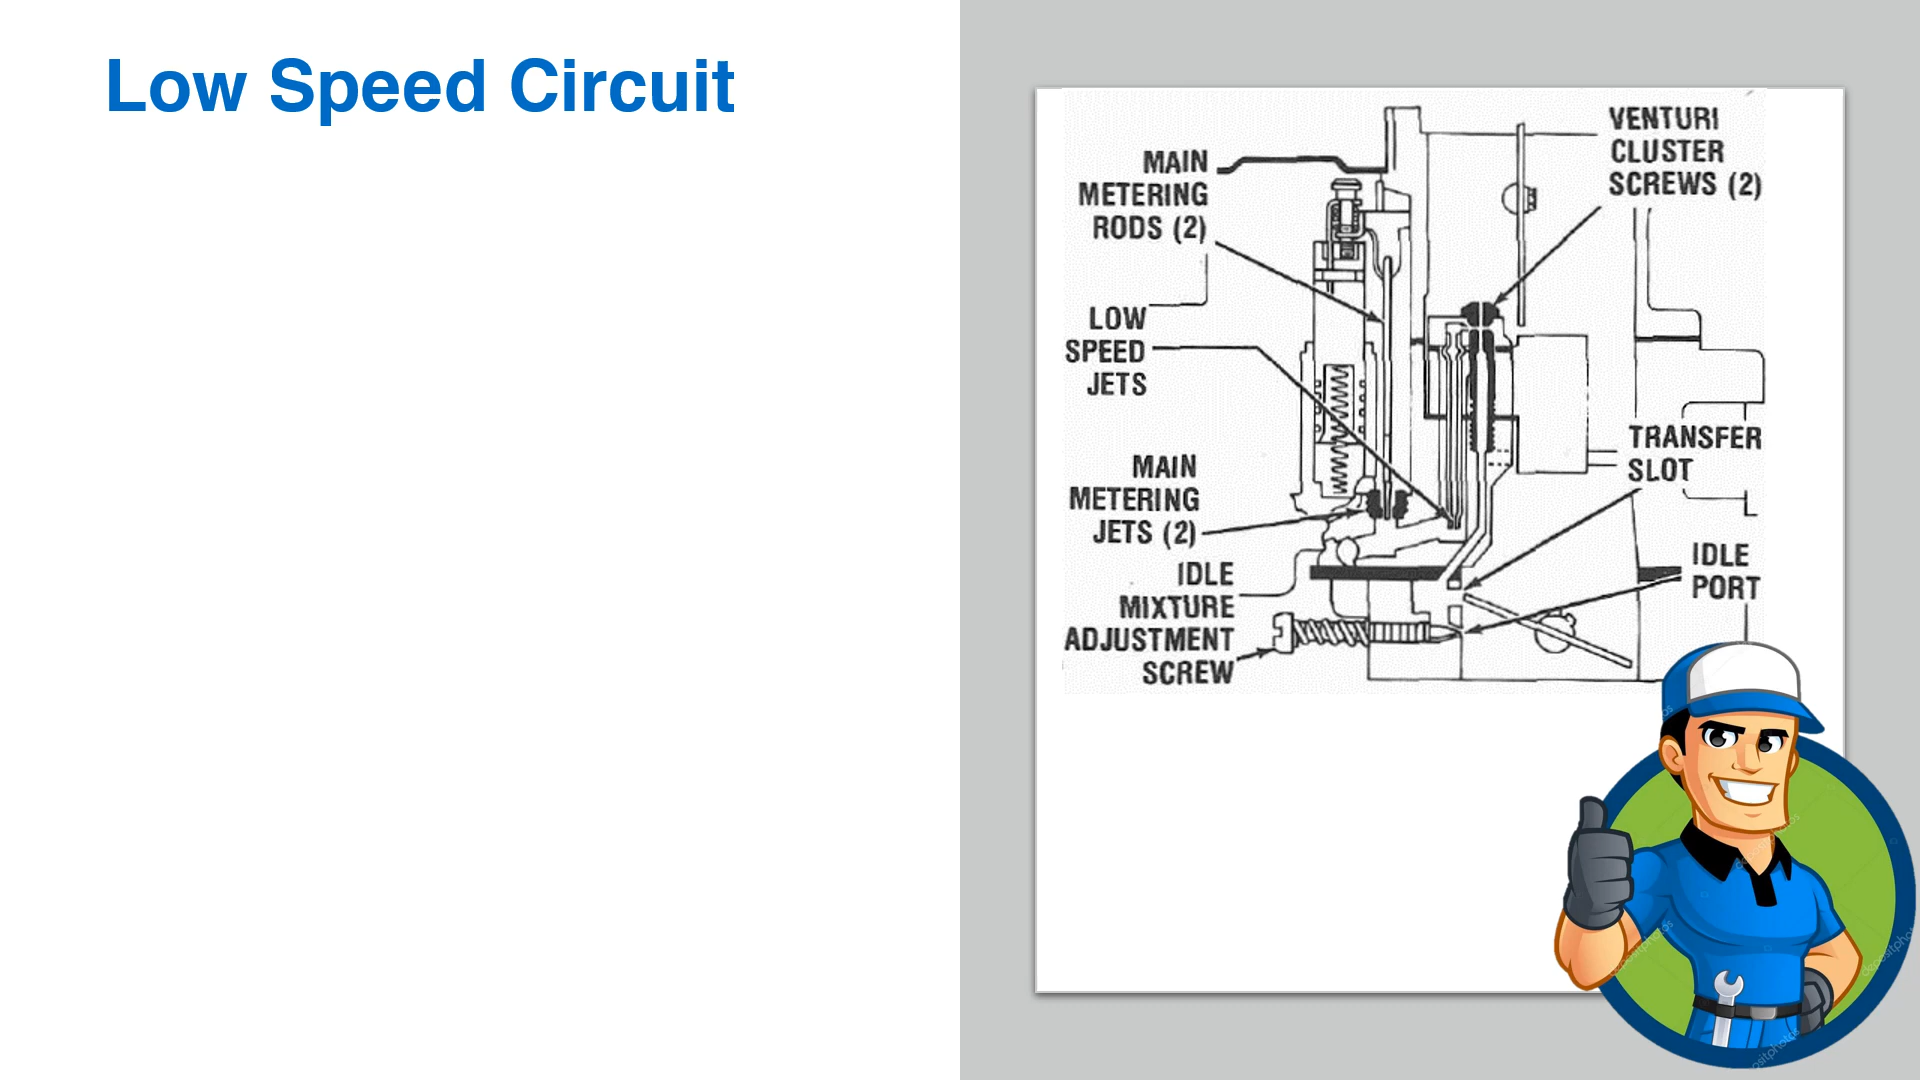 Low Speed Circuit
MAIN
METERING
RODS (2)
VENTURI
CLUSTER
SCREWS (2)
LOW
SPEED
JETS
MAIN
METERING
JETS (2)
TRANSFER
SLOT
IDLE
PORT
IDLE
MIXTURE
ADJUSTMENT
SCREW
depositphotos